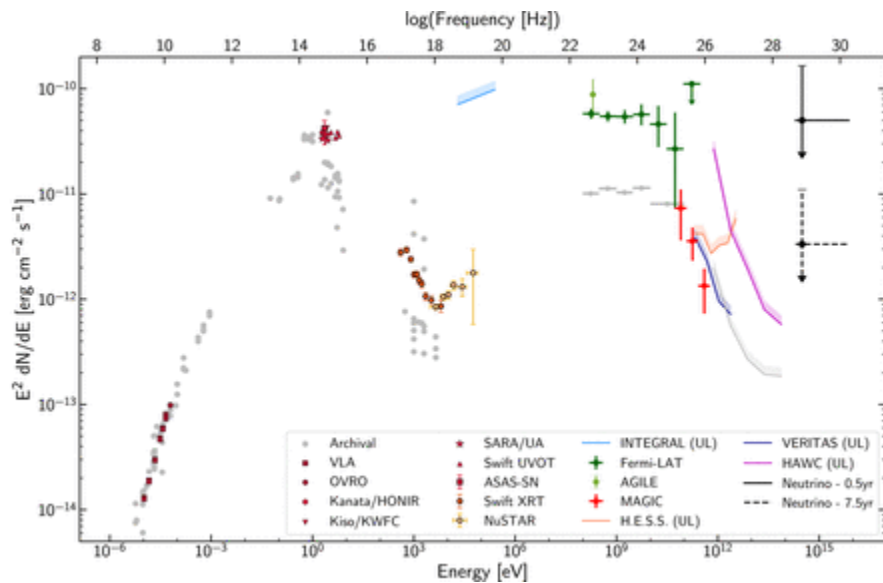 log(Frequency [Hz])
8 10 12 14 16 18 20 22 24 26 28 30
E² dN/dE [erg cm⁻² s⁻¹]
10⁻¹⁰
10⁻¹¹
10⁻¹²
10⁻¹³
10⁻¹⁴
Archival SARA/UA INTEGRAL (UL) VERITAS (UL)
VLA Swift UVOT Fermi-LAT HAWC (UL)
OVRO ASAS-SN AGILE Neutrino - 0.5yr
Kanata/HONIR Swift XRT MAGIC Neutrino - 7.5yr
Kiso/KWFC NuSTAR H.E.S.S. (UL)
10⁻⁶ 10⁻³ 10⁰ 10³ 10⁶ 10⁹ 10¹² 10¹⁵
Energy [eV]